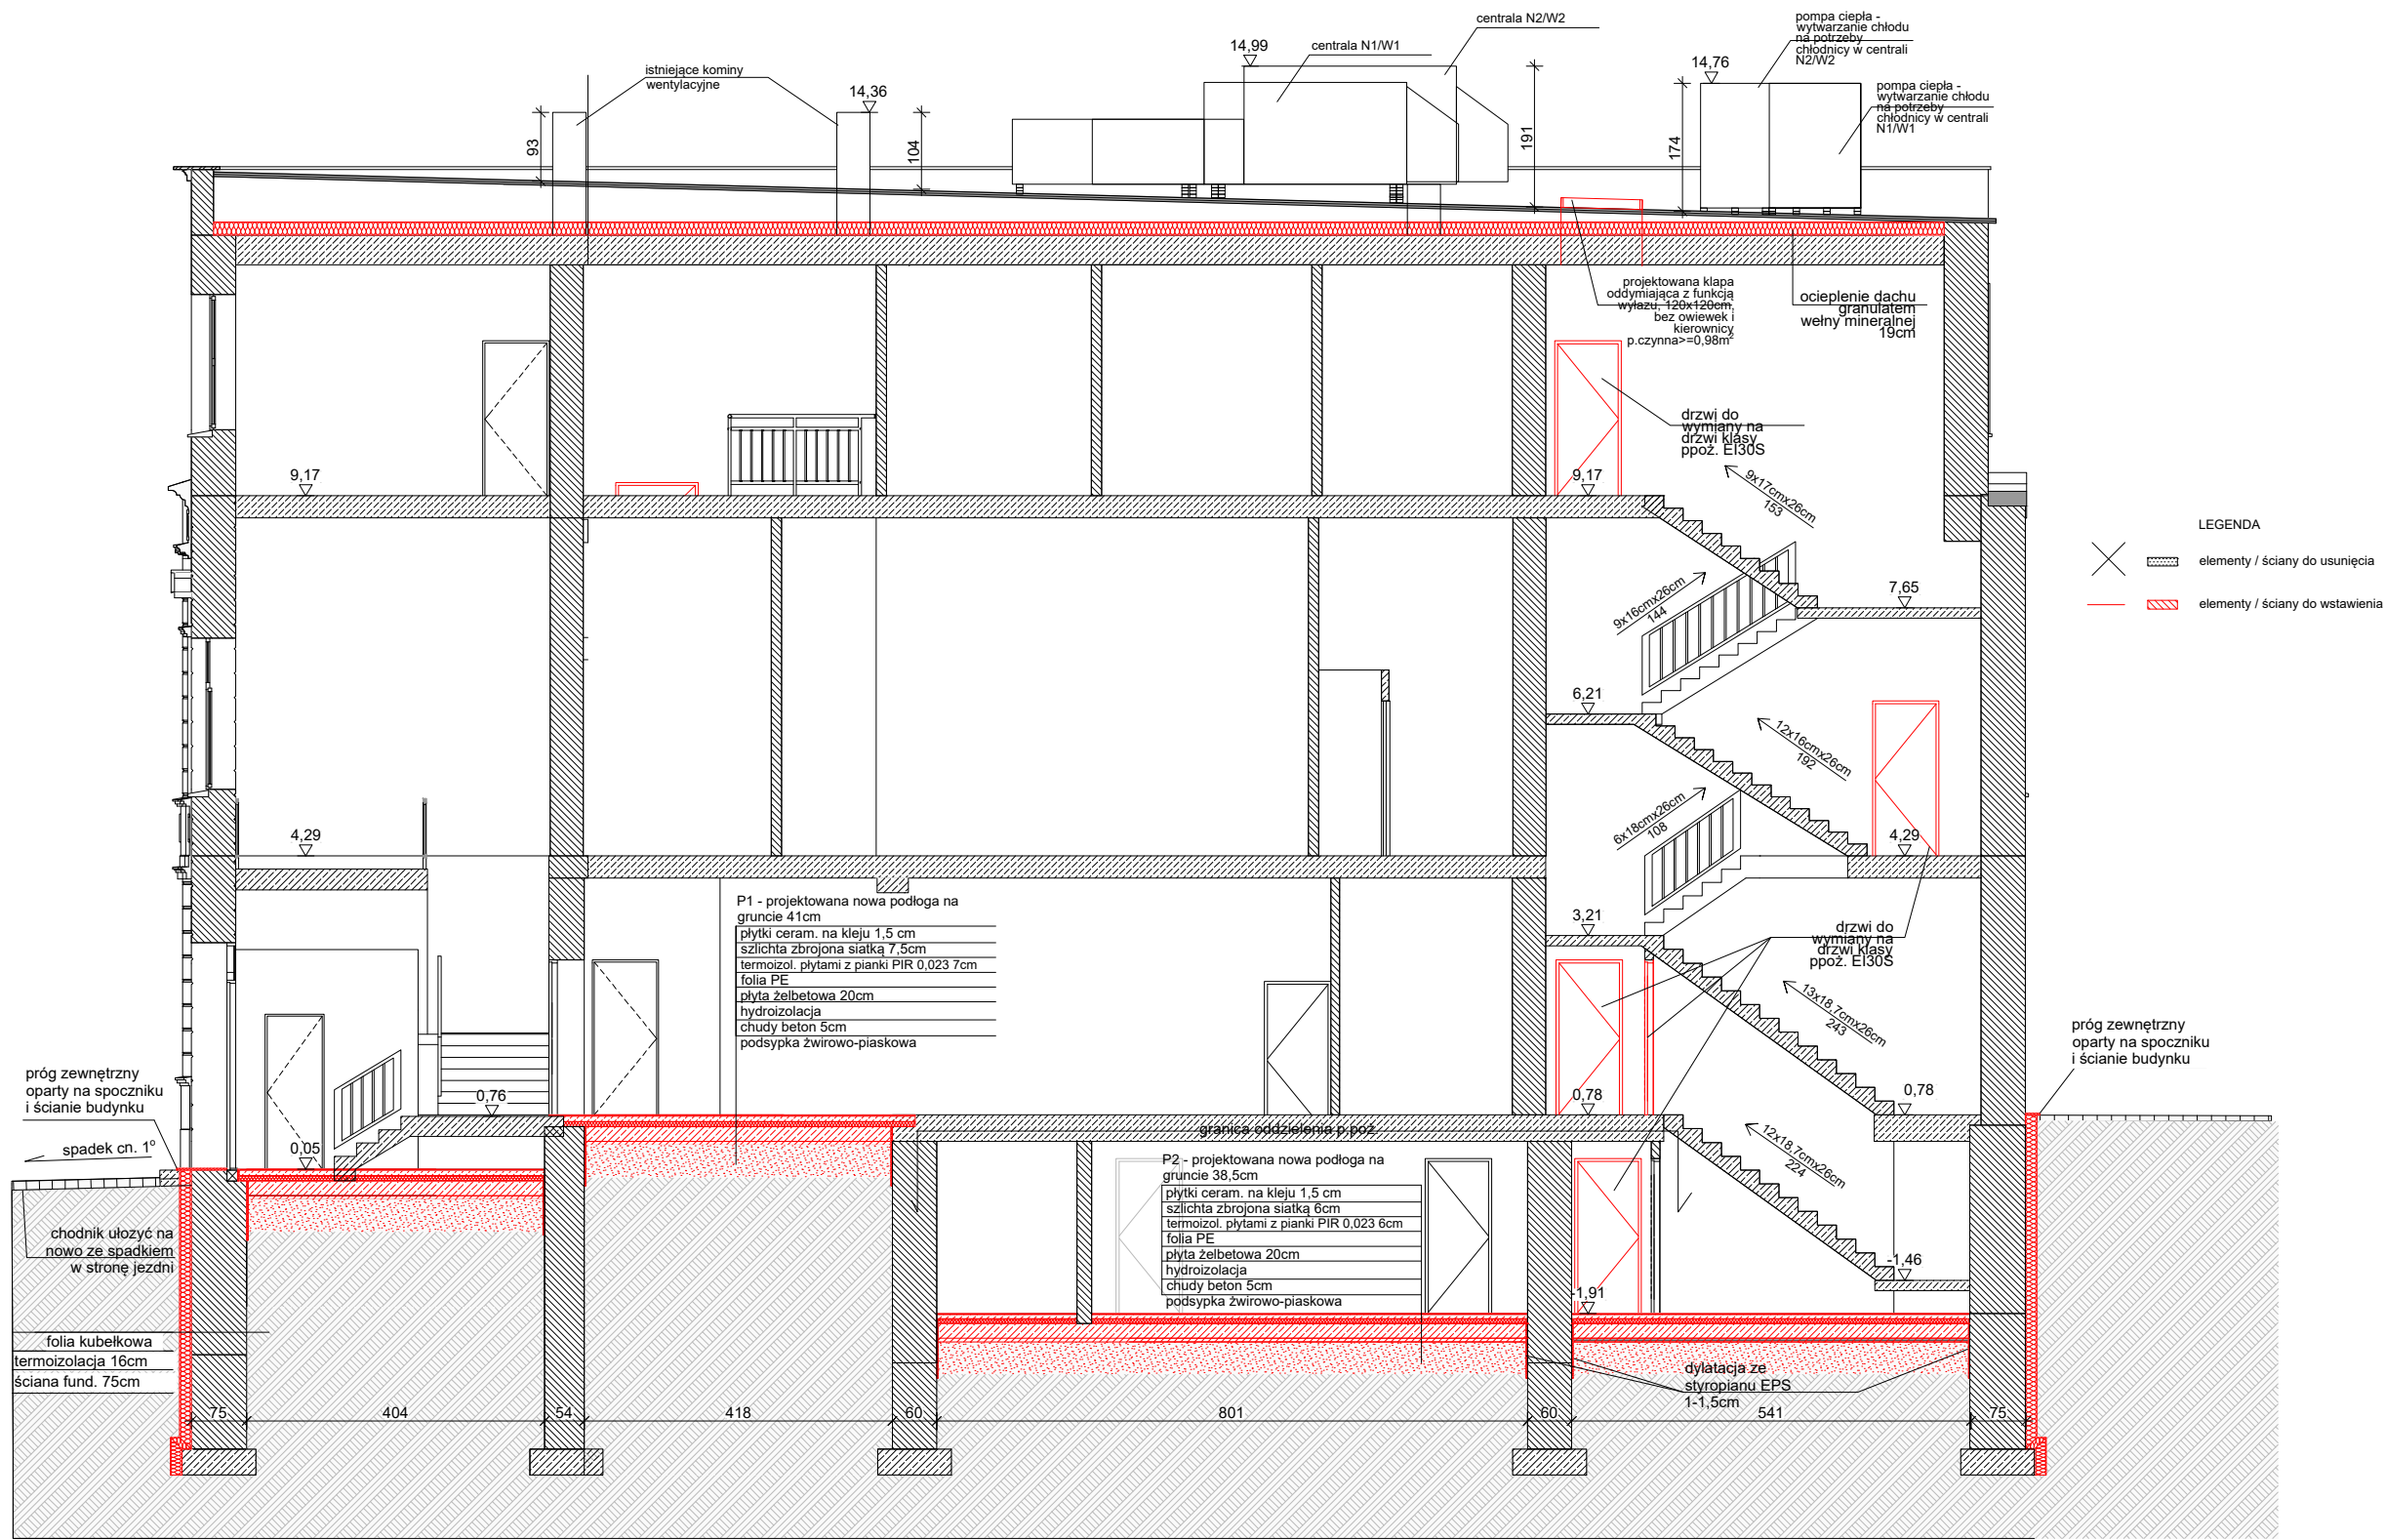 centrala N2/W2
pompa ciepła -
wytwarzanie chłodu
na potrzeby
chłodnicy w centrali
N2/W2
14,99
centrala N1/W1
istniejące kominy
wentylacyjne
14,76
pompa ciepła -
wytwarzanie chłodu
na potrzeby
chłodnicy w centrali
N1/W1
14,36
93
104
191
174
projektowana klapa
oddymiająca z funkcją
wyłazu, 120x120cm,
bez owiewek i
kierownicy
p.czynna>=0,98m²
ocieplenie dachu
granulatem
wełny mineralnej
19cm
drzwi do
wymiany na
drzwi klasy
ppoż. EI30S
9,17
9,17
9x17cmx26cm
153
LEGENDA
elementy / ściany do usunięcia
elementy / ściany do wstawienia
9x16cmx26cm
144
7,65
6,21
12x16cmx26cm
192
6x18cmx26cm
108
4,29
4,29
P1 - projektowana nowa podłoga na
gruncie 41cm
płytki ceram. na kleju 1,5 cm
szlichta zbrojona siatką 7,5cm
termoizol. płytami z pianki PIR 0,023 7cm
folia PE
płyta żelbetowa 20cm
hydroizolacja
chudy beton 5cm
podsypka żwirowo-piaskowa
3,21
drzwi do
wymiany na
drzwi klasy
ppoż. EI30S
13x18,7cmx26cm
243
próg zewnętrzny
oparty na spoczniku
i ścianie budynku
próg zewnętrzny
oparty na spoczniku
i ścianie budynku
0,76
0,78
0,78
granica oddzielenia p.poż.
12x18,7cmx26cm
224
spadek cn. 1°
0,05
P2 - projektowana nowa podłoga na
gruncie 38,5cm
płytki ceram. na kleju 1,5 cm
szlichta zbrojona siatką 6cm
termoizol. płytami z pianki PIR 0,023 6cm
folia PE
płyta żelbetowa 20cm
hydroizolacja
chudy beton 5cm
podsypka żwirowo-piaskowa
chodnik ułozyć na
nowo ze spadkiem
w stronę jezdni
-1,46
-1,91
folia kubełkowa
termoizolacja 16cm
ściana fund. 75cm
dylatacja ze
styropianu EPS
1-1,5cm
75
404
54
418
60
801
60
541
75